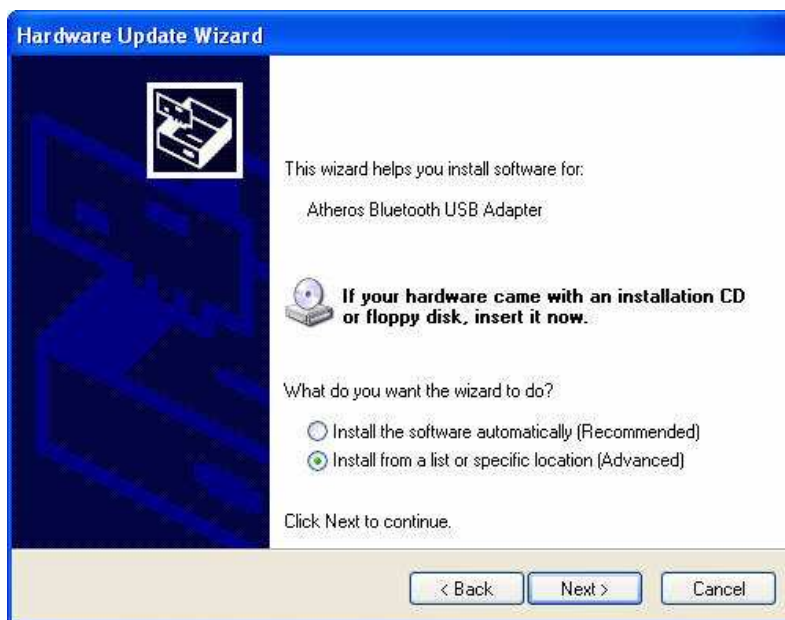 Hardware Update Wizard
This wizard helps you install software for:
Atheros Bluetooth USB Adapter
If your hardware came with an installation CD
or floppy disk, insert it now.
What do you want the wizard to do?
Install the software automatically (Recommended)
Install from a list or specific location (Advanced)
Click Next to continue.
< Back Next > Cancel